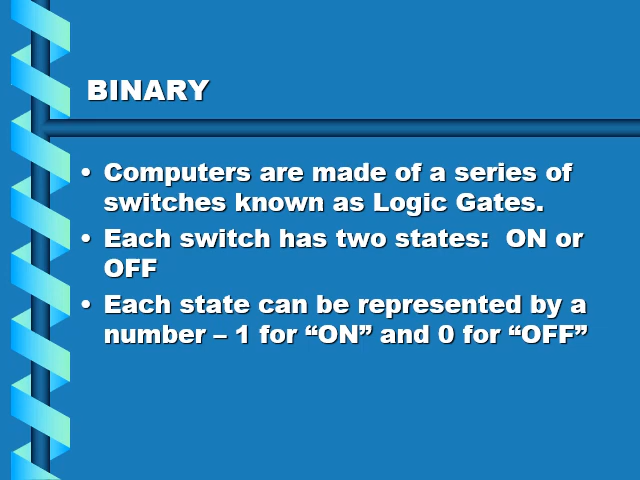 BINARY
• Computers are made of a series of
switches known as Logic Gates.
• Each switch has two states:  ON or
OFF
• Each state can be represented by a
number – 1 for “ON” and 0 for “OFF”